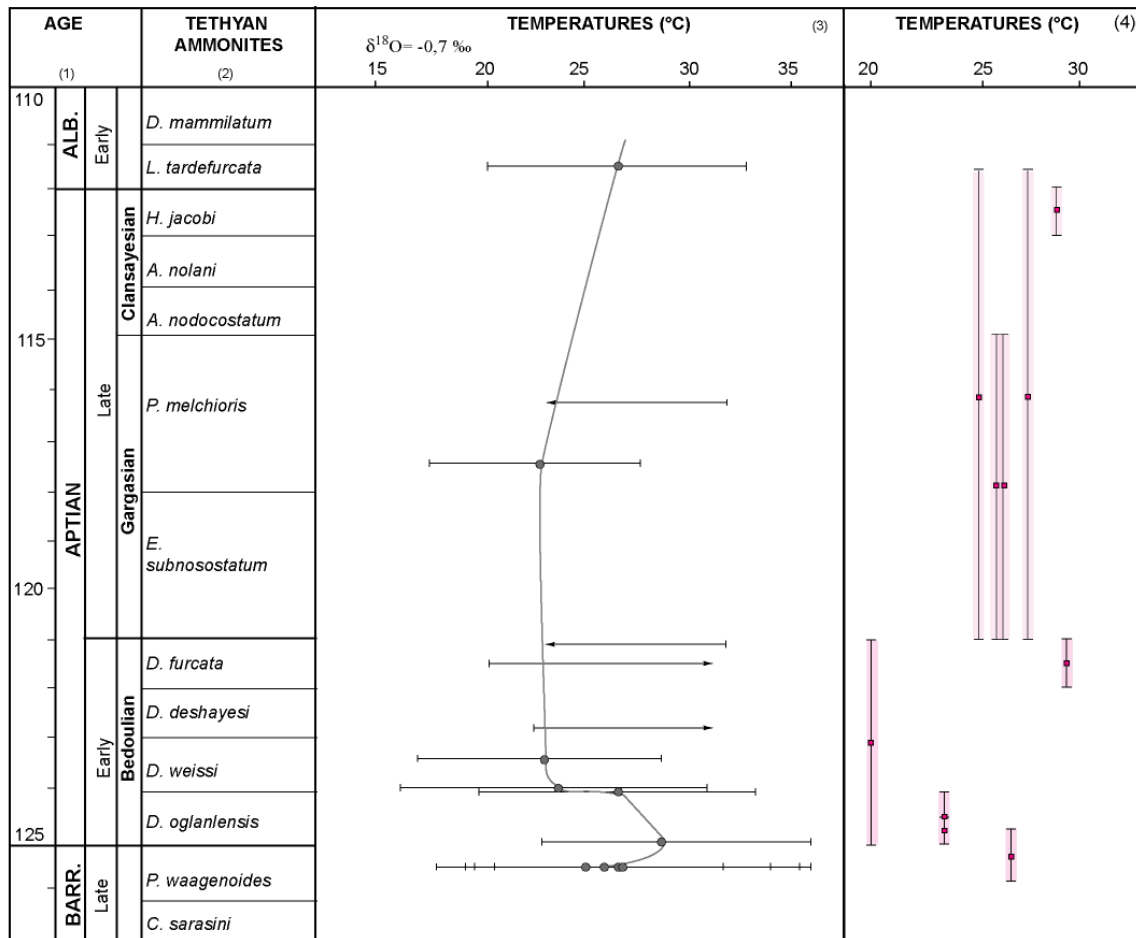 AGE
(1)
TETHYAN
AMMONITES
(2)
TEMPERATURES (ºC)
(3)
δ18O= -0,7 ‰
15 20 25 30 35
TEMPERATURES (ºC)
(4)
20 25 30
110
115
120
125
ALB.
APTIAN
BARR.
Early
Late
Early
Late
Clansayesian
Gargasian
Bedoulian
D. mammilatum
L. tardefurcata
H. jacobi
A. nolani
A. nodocostatum
P. melchioris
E.
subnosostatum
D. furcata
D. deshayesi
D. weissi
D. oglanlensis
P. waagenoides
C. sarasini